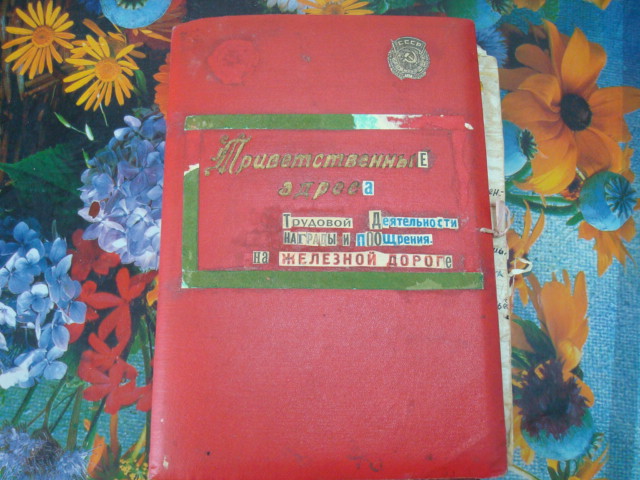 СССР
Приветственные
адреса
Трудовой Деятельности
НАГРАДЫ и ПООЩрения.
на ЖЕЛЕЗНОЙ ДОРОГе